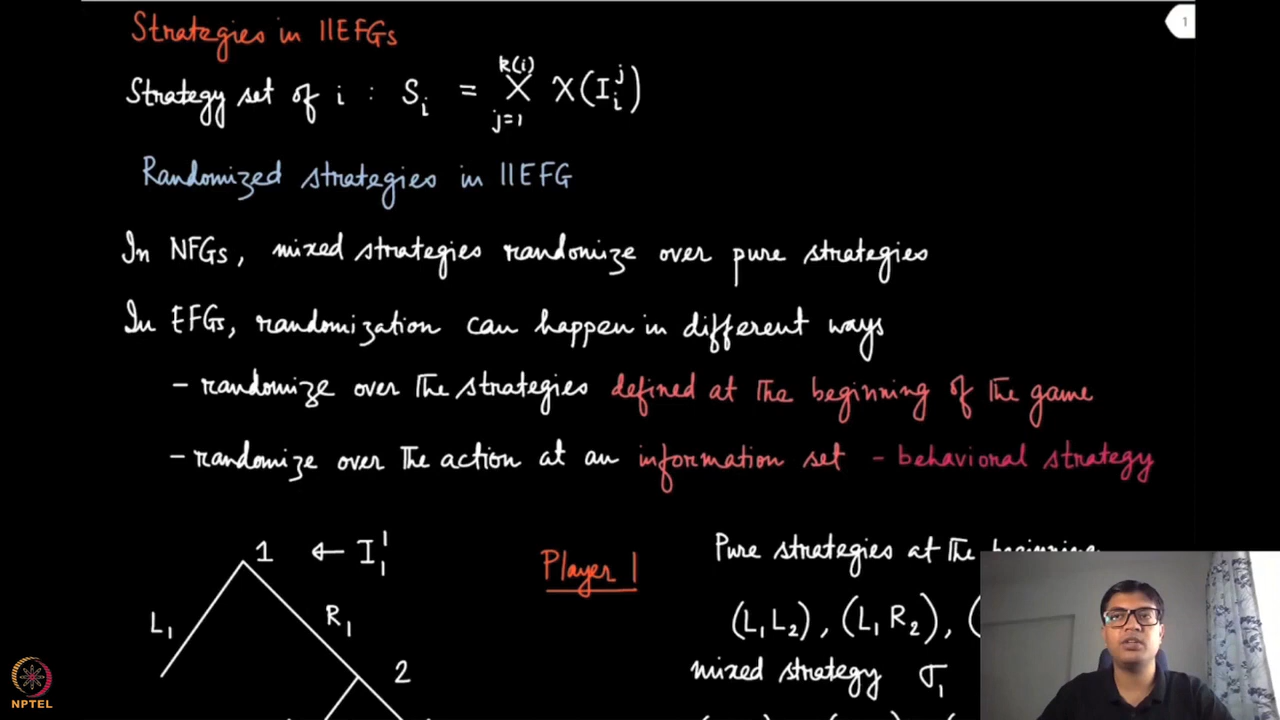 Strategies in IIEFGs
1
Strategy set of i : S_i = X_{j=1}^{k(i)} X(I_i^j)
Randomized strategies in IIEFG
In NFGs, mixed strategies randomize over pure strategies
In EFGs, randomization can happen in different ways
- randomize over the strategies defined at the beginning of the game
- randomize over the action at an information set - behavioral strategy
1 ← I_1^1
L_1
R_1
2
Player 1
Pure strategies at the beginning
(L_1 L_2), (L_1 R_2), (
mixed strategy σ_1
NPTEL